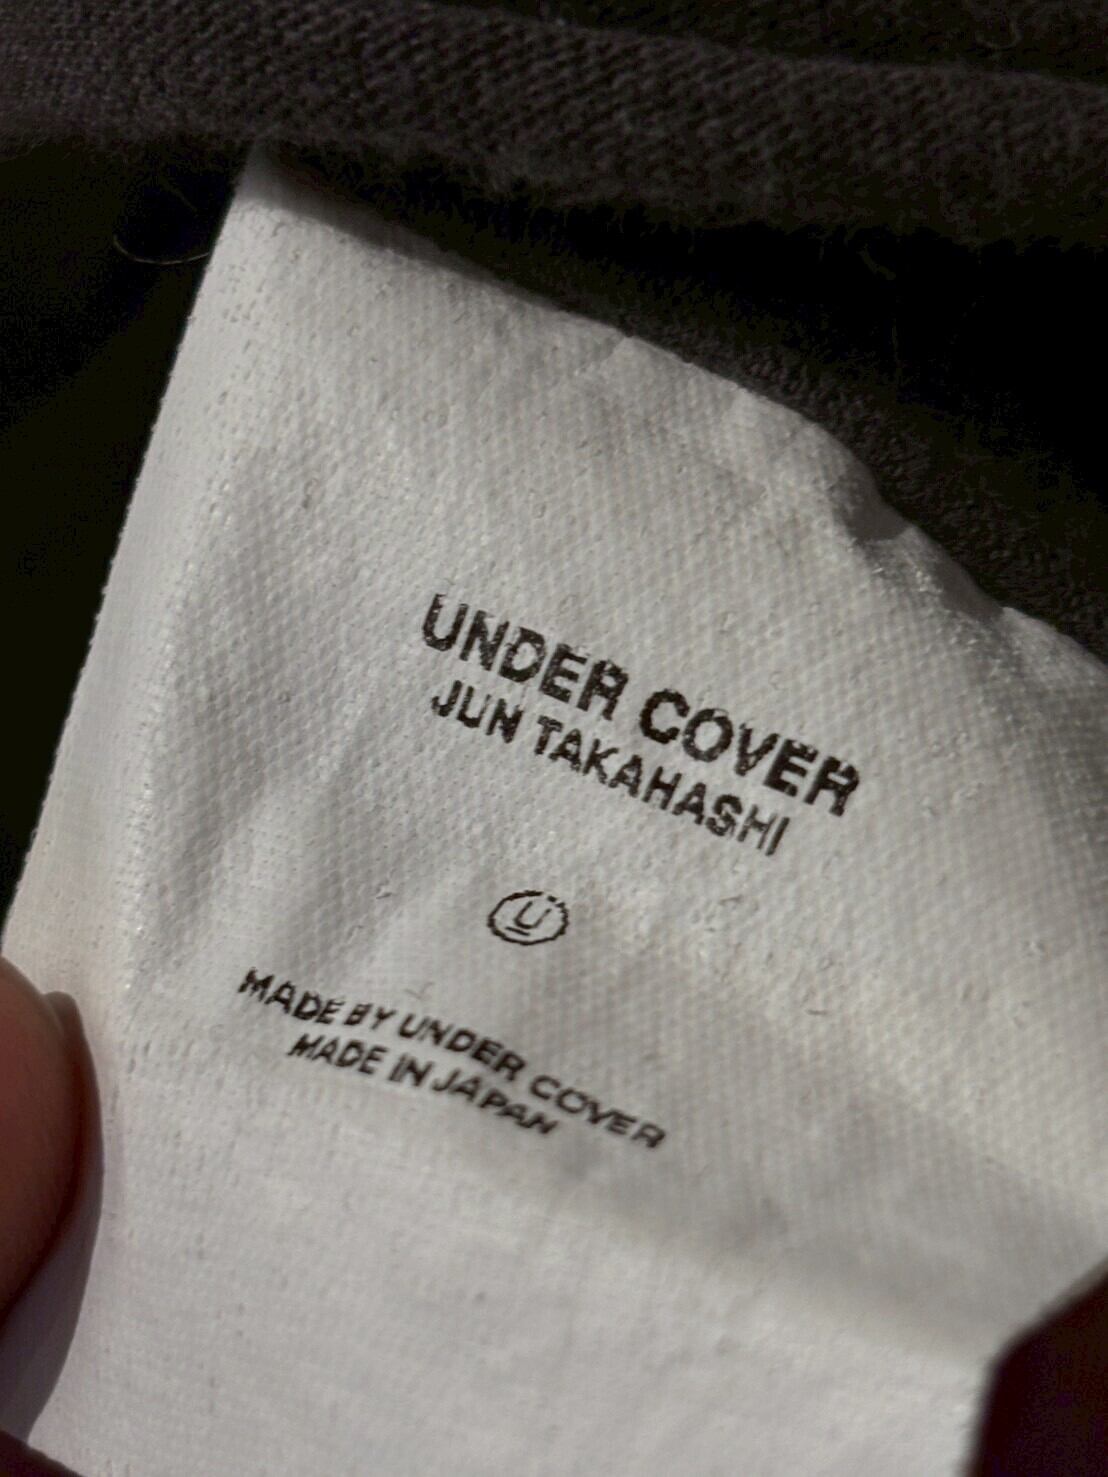 UNDER COVER
JUN TAKAHASHI
U
MADE BY UNDER COVER
MADE IN JAPAN